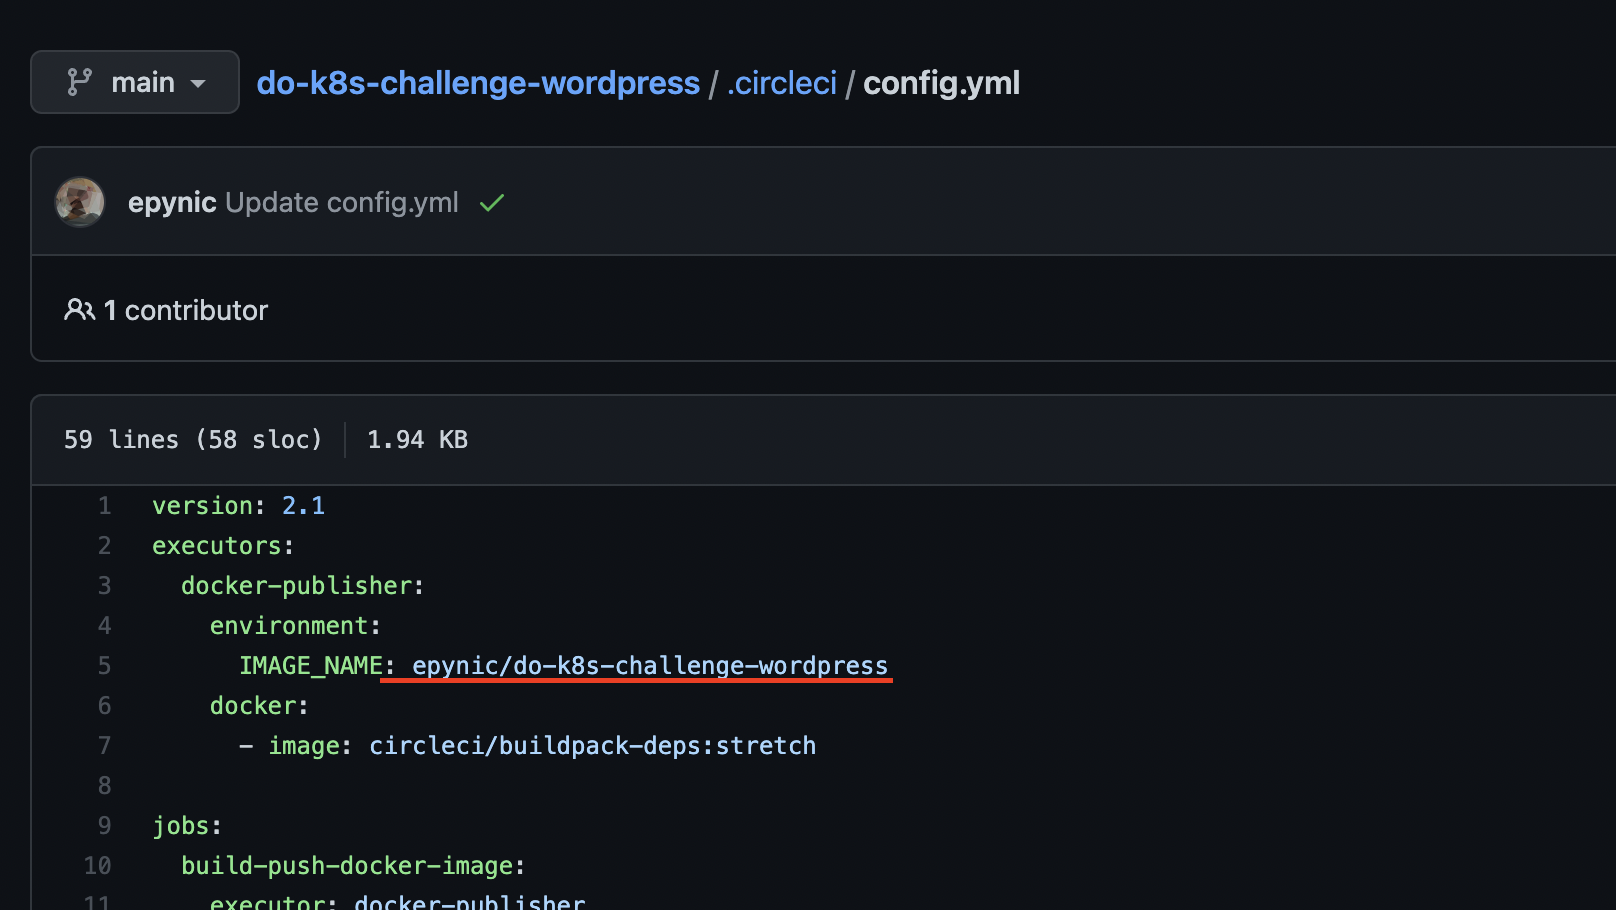 main do-k8s-challenge-wordpress / .circleci / config.yml
epynic Update config.yml
1 contributor
59 lines (58 sloc) 1.94 KB
1 version: 2.1
2 executors:
3 docker-publisher:
4 environment:
5 IMAGE_NAME: epynic/do-k8s-challenge-wordpress
6 docker:
7 - image: circleci/buildpack-deps:stretch
8
9 jobs:
10 build-push-docker-image:
11 executor: docker-publisher